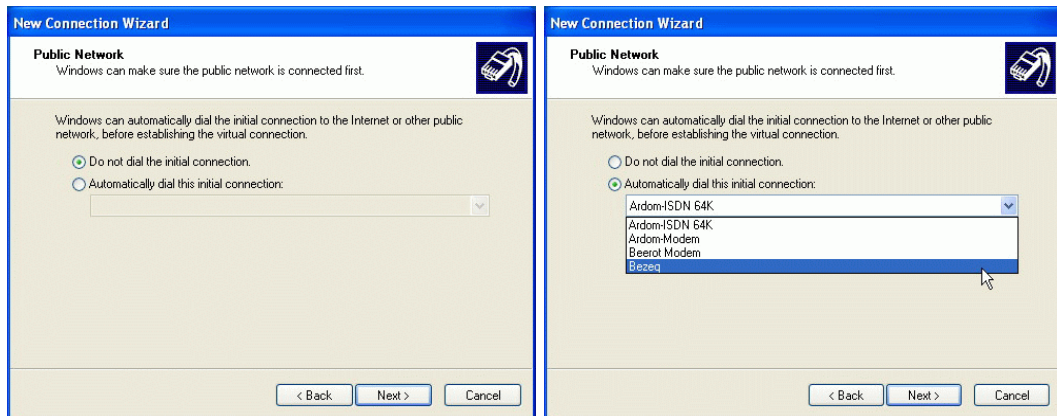 New Connection Wizard
Public Network
Windows can make sure the public network is connected first.
Windows can automatically dial the initial connection to the Internet or other public
network, before establishing the virtual connection.
Do not dial the initial connection.
Automatically dial this initial connection:
< Back
Next >
Cancel
New Connection Wizard
Public Network
Windows can make sure the public network is connected first.
Windows can automatically dial the initial connection to the Internet or other public
network, before establishing the virtual connection.
Do not dial the initial connection.
Automatically dial this initial connection:
Ardom-ISDN 64K
Ardom-ISDN 64K
Ardom-Modem
Beerot Modem
Bezeq
< Back
Next >
Cancel